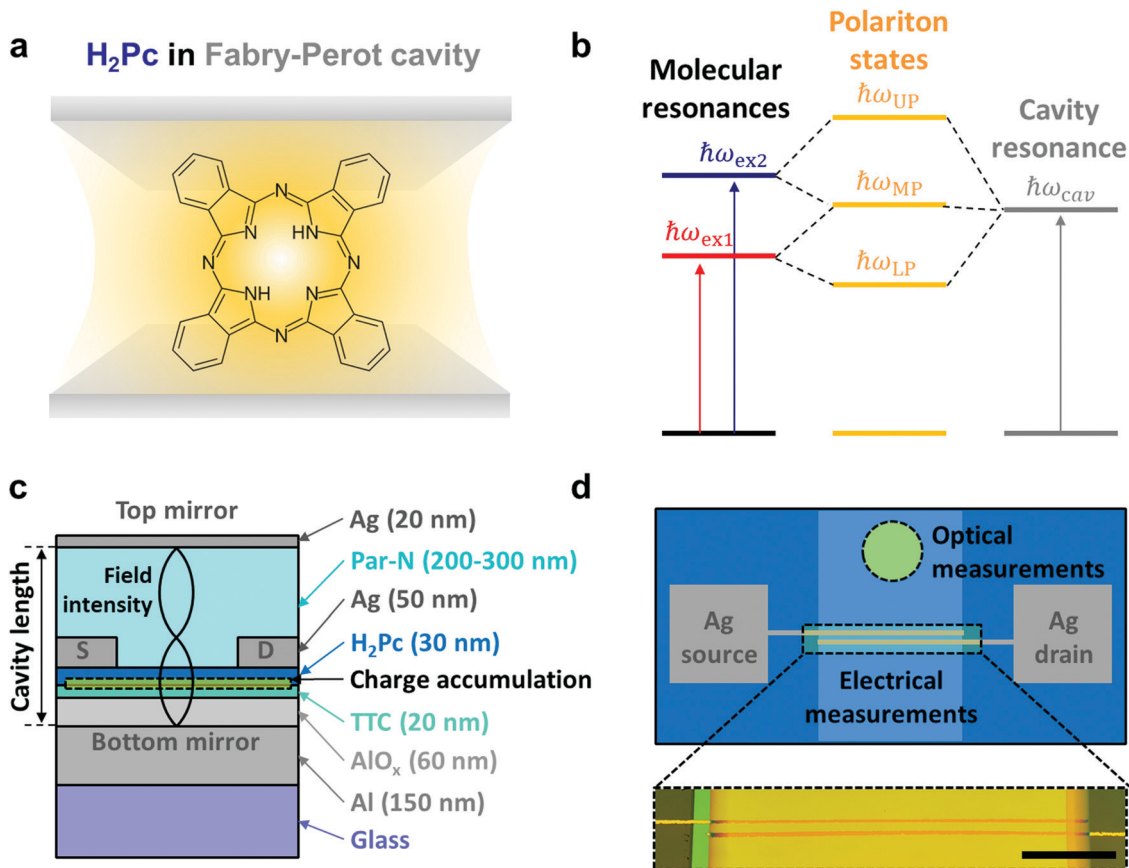 a
H₂Pc in Fabry-Perot cavity
N
N
HN
N
N
NH
N
N
b
Molecular
resonances
Polariton
states
Cavity
resonance
ℏω_UP
ℏω_ex2
ℏω_MP
ℏω_cav
ℏω_ex1
ℏω_LP
c
Top mirror
Cavity length
Field
intensity
S
D
Bottom mirror
Ag (20 nm)
Par-N (200-300 nm)
Ag (50 nm)
H₂Pc (30 nm)
Charge accumulation
TTC (20 nm)
AlOₓ (60 nm)
Al (150 nm)
Glass
d
Optical
measurements
Ag
source
Ag
drain
Electrical
measurements